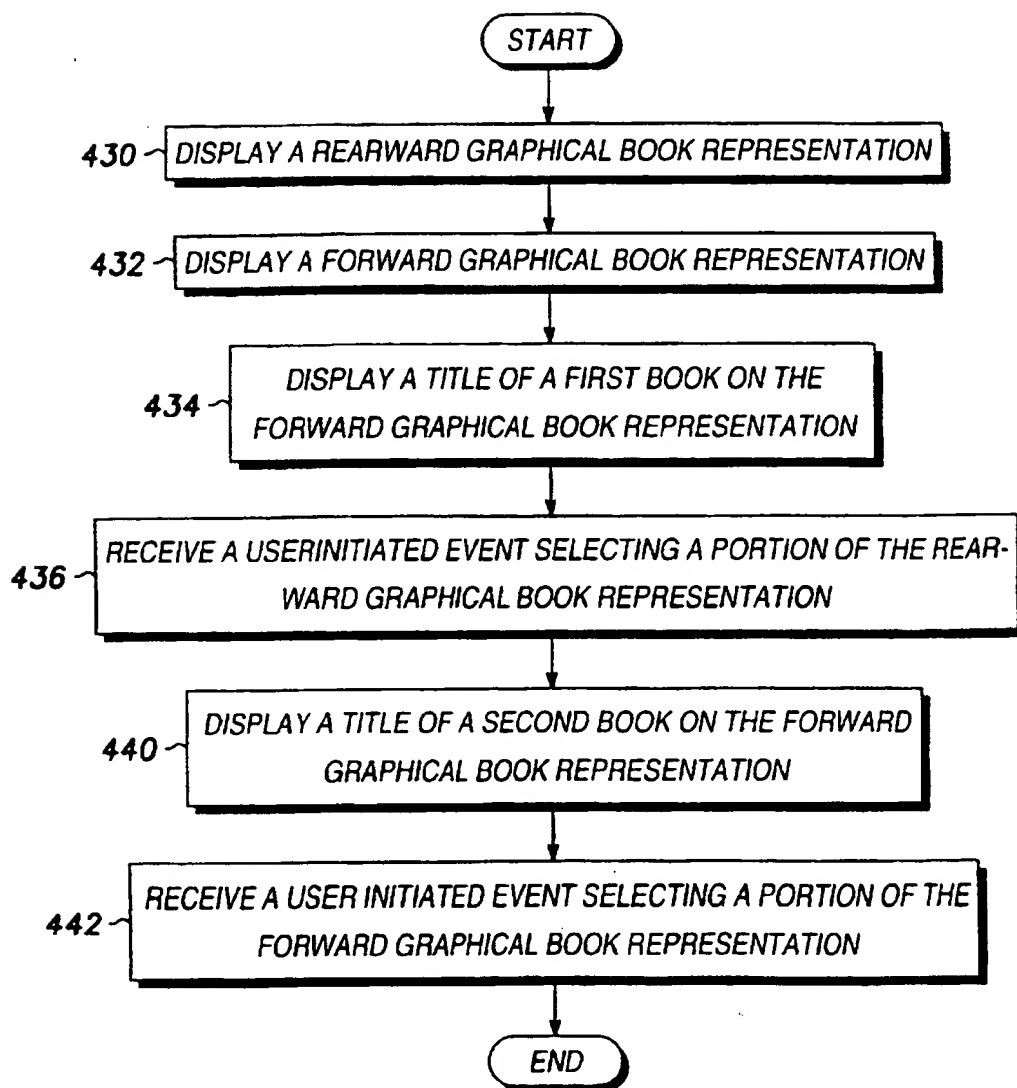 START
430 DISPLAY A REARWARD GRAPHICAL BOOK REPRESENTATION
432 DISPLAY A FORWARD GRAPHICAL BOOK REPRESENTATION
DISPLAY A TITLE OF A FIRST BOOK ON THE
434 FORWARD GRAPHICAL BOOK REPRESENTATION
RECEIVE A USERINITIATED EVENT SELECTING A PORTION OF THE REAR-
436 WARD GRAPHICAL BOOK REPRESENTATION
DISPLAY A TITLE OF A SECOND BOOK ON THE FORWARD
440 GRAPHICAL BOOK REPRESENTATION
RECEIVE A USER INITIATED EVENT SELECTING A PORTION OF THE
442 FORWARD GRAPHICAL BOOK REPRESENTATION
END